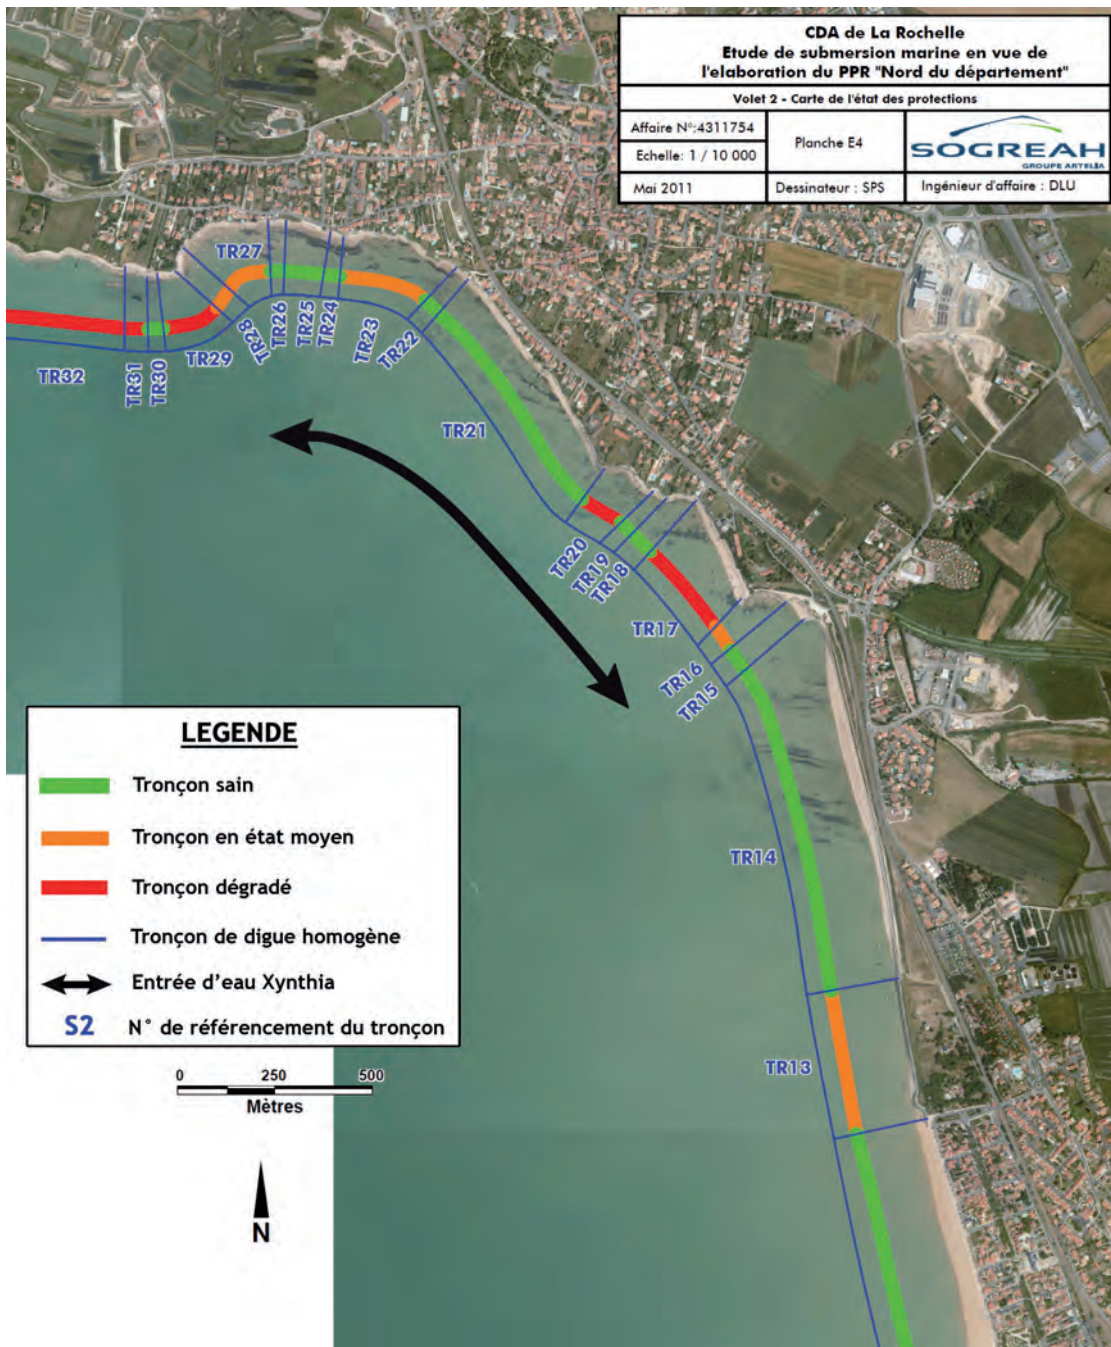 CDA de La Rochelle
Etude de submersion marine en vue de
l'elaboration du PPR "Nord du département"
Volet 2 - Carte de l'état des protections
Affaire N°:4311754
Echelle: 1 / 10 000
Planche E4
SOGREAH
GROUPE ARTELIA
Mai 2011
Dessinateur : SPS
Ingénieur d'affaire : DLU
TR27
TR32
TR31
TR30
TR29
TR28
TR26
TR25
TR24
TR23
TR22
TR21
TR20
TR19
TR18
TR17
TR16
TR15
TR14
TR13
LEGENDE
Tronçon sain
Tronçon en état moyen
Tronçon dégradé
Tronçon de digue homogène
Entrée d'eau Xynthia
S2 N° de référencement du tronçon
0 250 500
Mètres
N